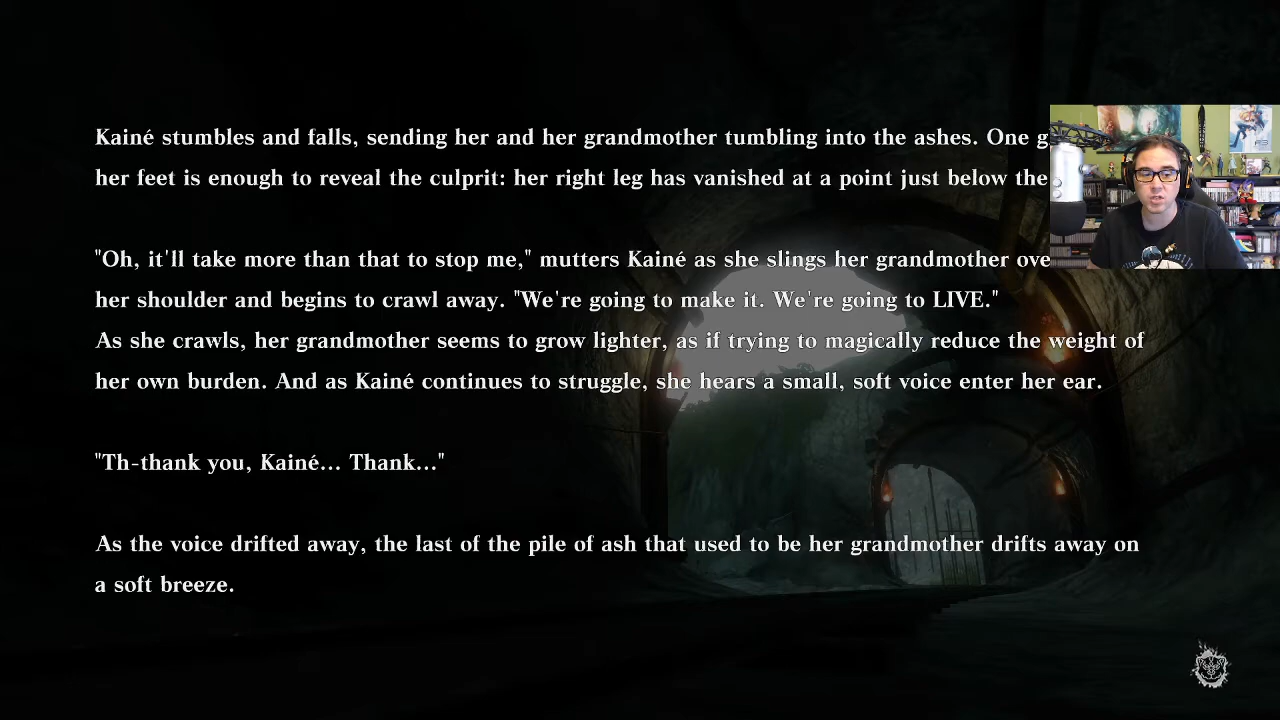 Kainé stumbles and falls, sending her and her grandmother tumbling into the ashes. One
her feet is enough to reveal the culprit: her right leg has vanished at a point just below the
"Oh, it'll take more than that to stop me," mutters Kainé as she slings her grandmother
her shoulder and begins to crawl away. "We're going to make it. We're going to LIVE."
As she crawls, her grandmother seems to grow lighter, as if trying to magically reduce the weight of
her own burden. And as Kainé continues to struggle, she hears a small, soft voice enter her ear.
"Th-thank you, Kainé... Thank..."
As the voice drifted away, the last of the pile of ash that used to be her grandmother drifts away on
a soft breeze.